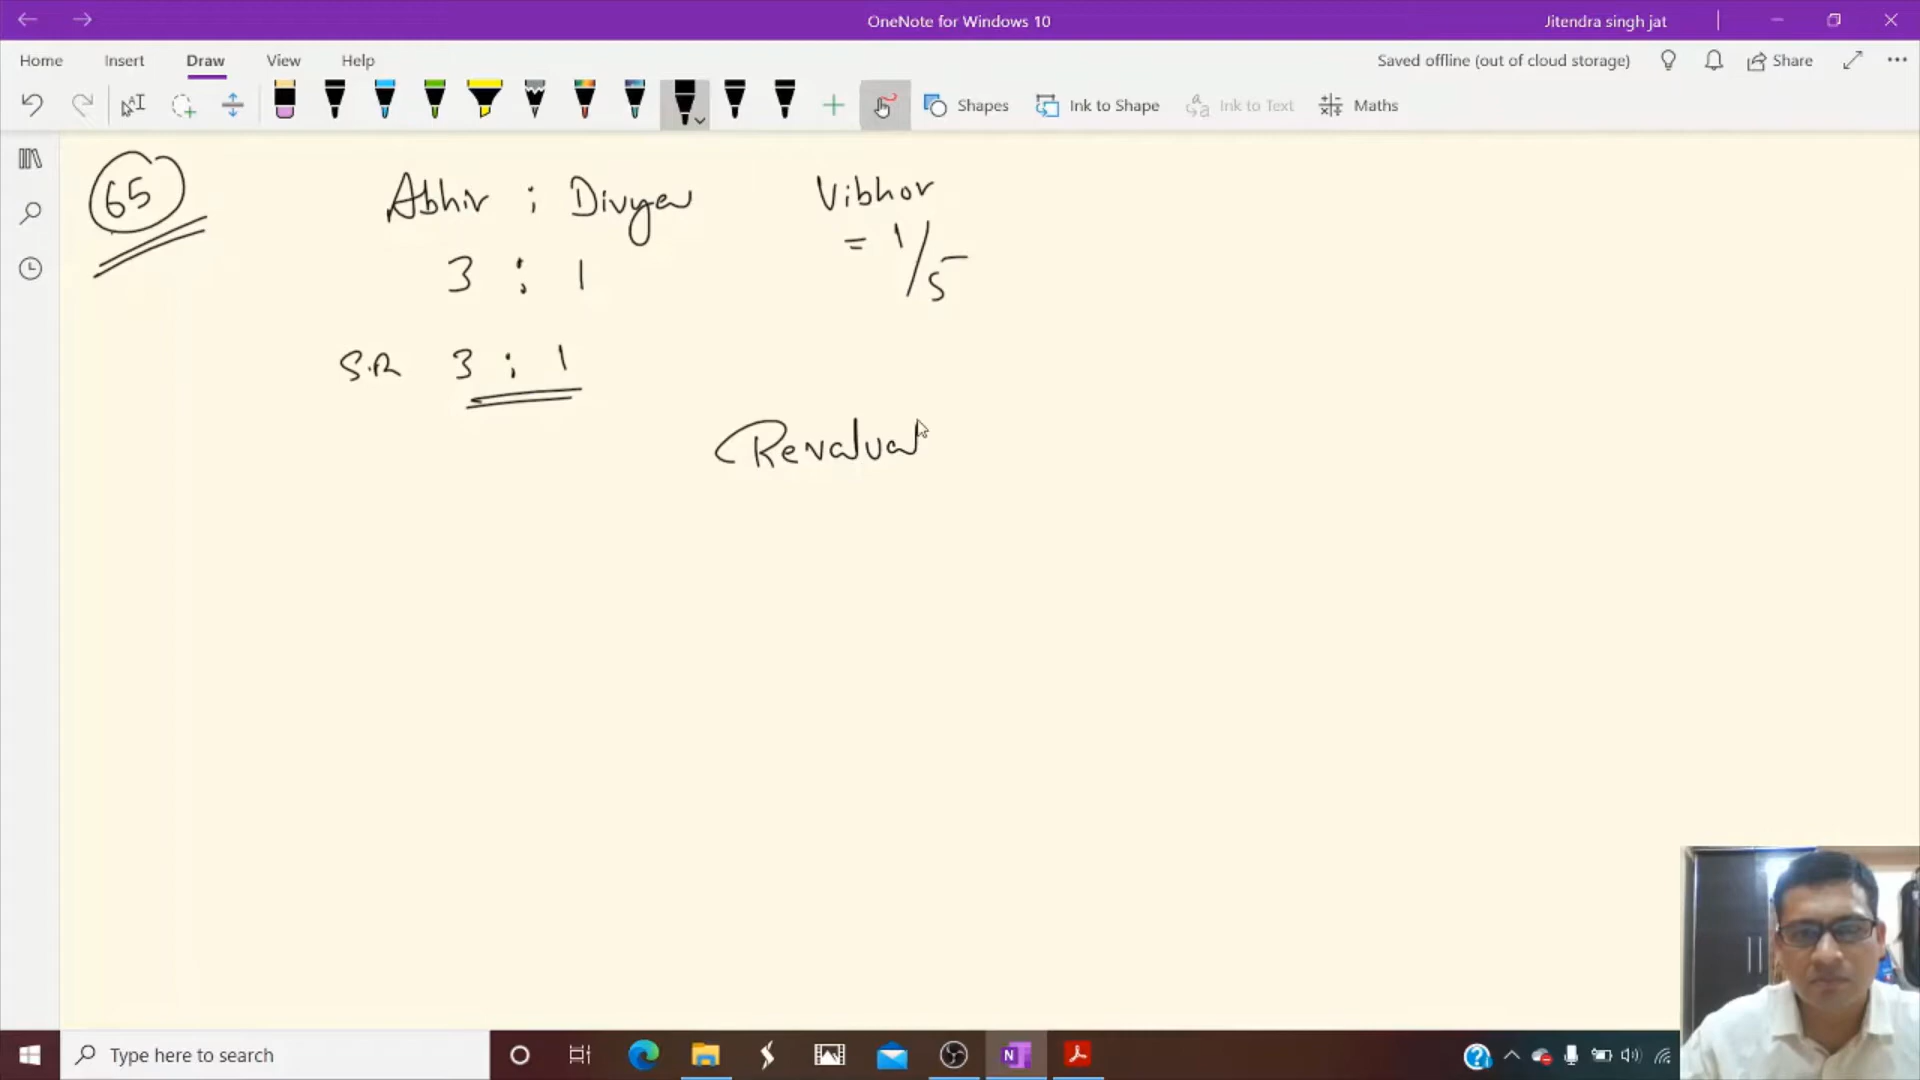 OneNote for Windows 10
Jitendra singh jat
Home Insert Draw View Help
Saved offline (out of cloud storage) Share
Shapes Ink to Shape Ink to Text Maths
65 Abhir : Divya Vibhor
3 : 1 = 1/5
S.R 3 : 1
Revaluat
Type here to search